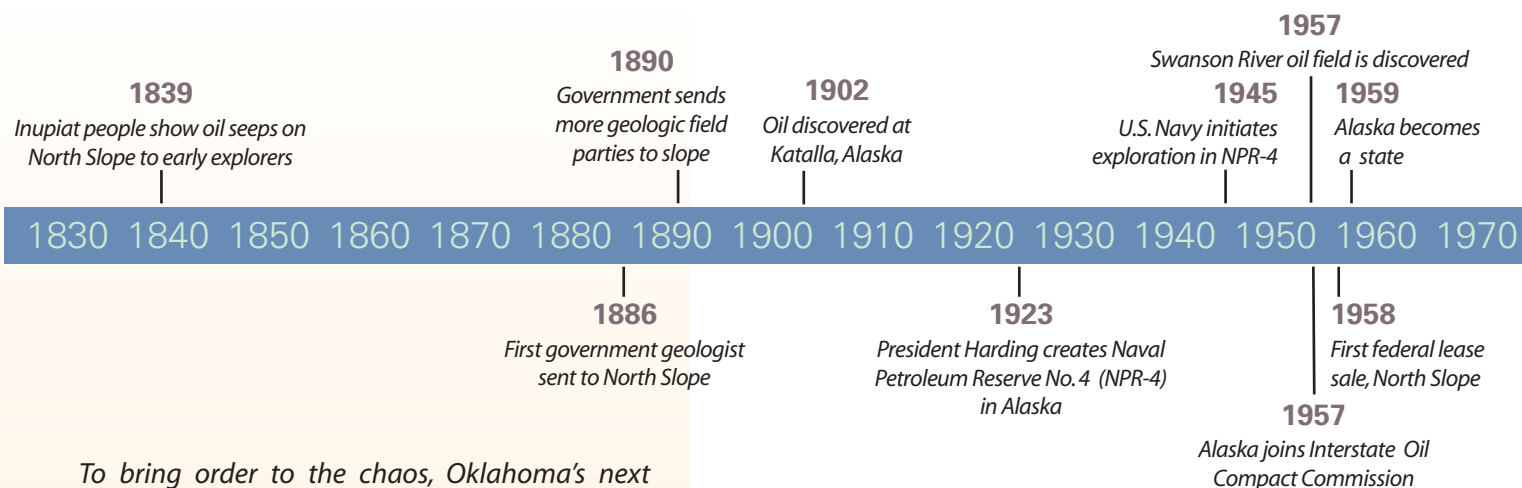 1839
Inupiat people show oil seeps on
North Slope to early explorers
1890
Government sends
more geologic field
parties to slope
1902
Oil discovered at
Katalla, Alaska
1957
Swanson River oil field is discovered
1945
U.S. Navy initiates
exploration in NPR-4
1959
Alaska becomes
a state
1830 1840 1850 1860 1870 1880 1890 1900 1910 1920 1930 1940 1950 1960 1970
1886
First government geologist
sent to North Slope
1923
President Harding creates Naval
Petroleum Reserve No. 4 (NPR-4)
in Alaska
1958
First federal lease
sale, North Slope
1957
Alaska joins Interstate Oil
Compact Commission
To bring order to the chaos, Oklahoma's next